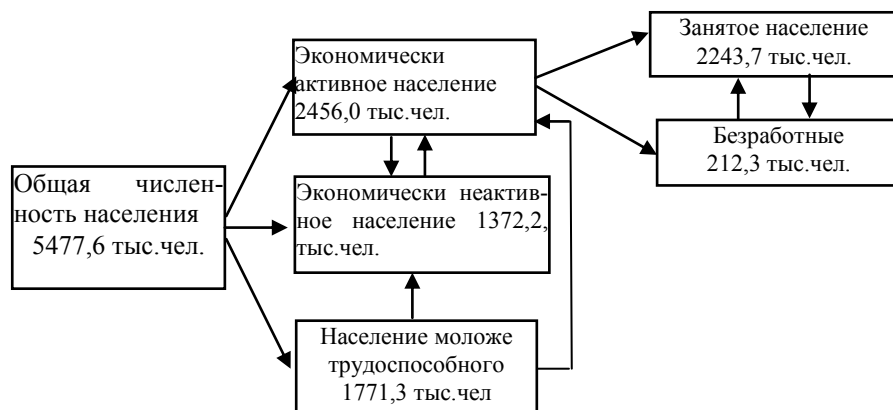 Общая числен-
ность населения
5477,6 тыс.чел.
Экономически
активное население
2456,0 тыс.чел.
Экономически неактив-
ное население 1372,2,
тыс.чел.
Население моложе
трудоспособного
1771,3 тыс.чел
Занятое население
2243,7 тыс.чел.
Безработные
212,3 тыс.чел.